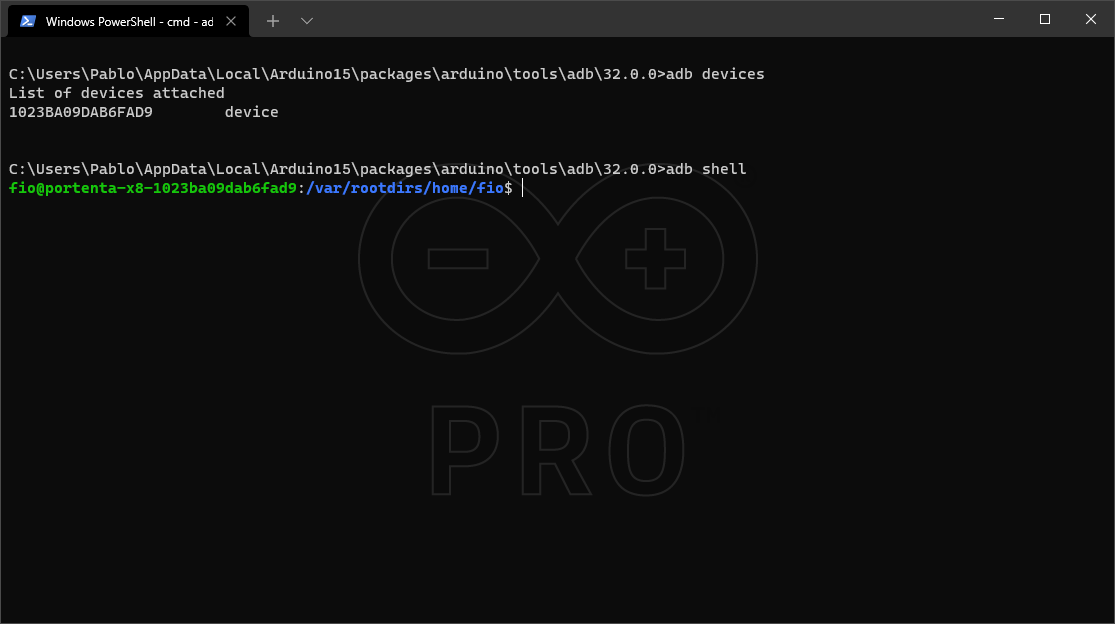 Windows PowerShell - cmd - ad
C:\Users\Pablo\AppData\Local\Arduino15\packages\arduino\tools\adb\32.0.0>adb devices
List of devices attached
1023BA09DAB6FAD9        device
C:\Users\Pablo\AppData\Local\Arduino15\packages\arduino\tools\adb\32.0.0>adb shell
fio@portenta-x8-1023ba09dab6fad9:/var/rootdirs/home/fio$
PRO